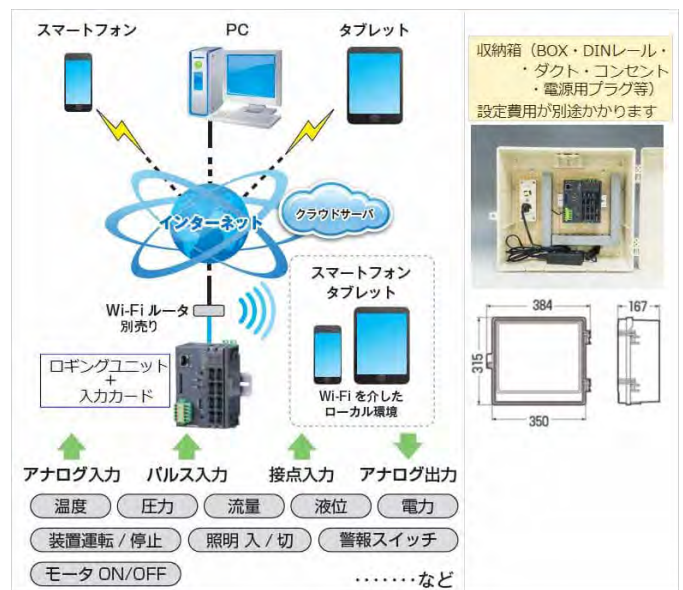 スマートフォン
PC
タブレット
インターネット
クラウドサーバ
Wi-Fi ルータ
別売り
ロギングユニット
+
入力カード
スマートフォン
タブレット
Wi-Fi を介した
ローカル環境
アナログ入力
パルス入力
接点入力
アナログ出力
温度
圧力
流量
液位
電力
装置運転 / 停止
照明 入 / 切
警報スイッチ
モータ ON/OFF
・・・・・・・など
収納箱（BOX・DINレール・
・ダクト・コンセント
・電源用プラグ等）
設定費用が別途かかります
384
167
315
350